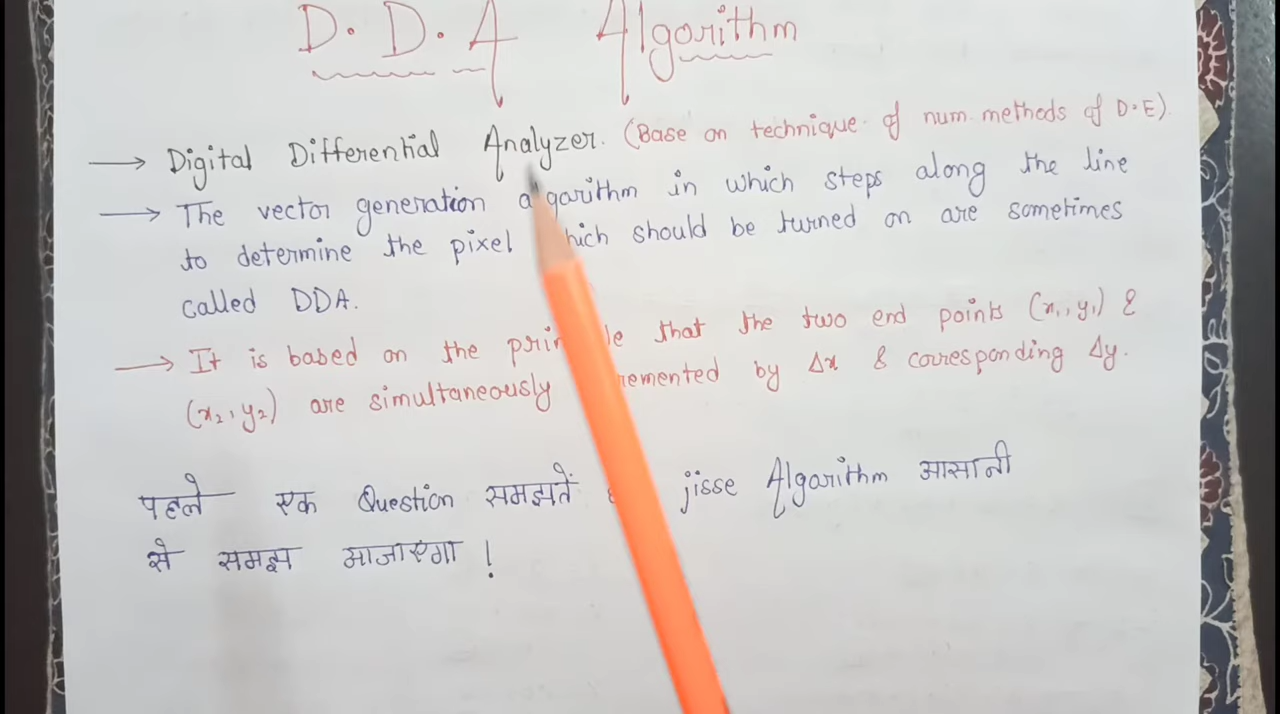 D.D.A Algorithm
→ Digital Differential Analyzer. (Base on technique of num. methods of D.E).
→ The vector generation algorithm in which steps along the line
to determine the pixel which should be turned on are sometimes
called DDA.
→ It is based on the that the two end points (x₁, y₁) &
(x₂, y₂) are simultaneously by Δx & corresponding Δy.
पहले एक Question समझतें jisse Algorithm आसानी
से समझ आजाएगा !